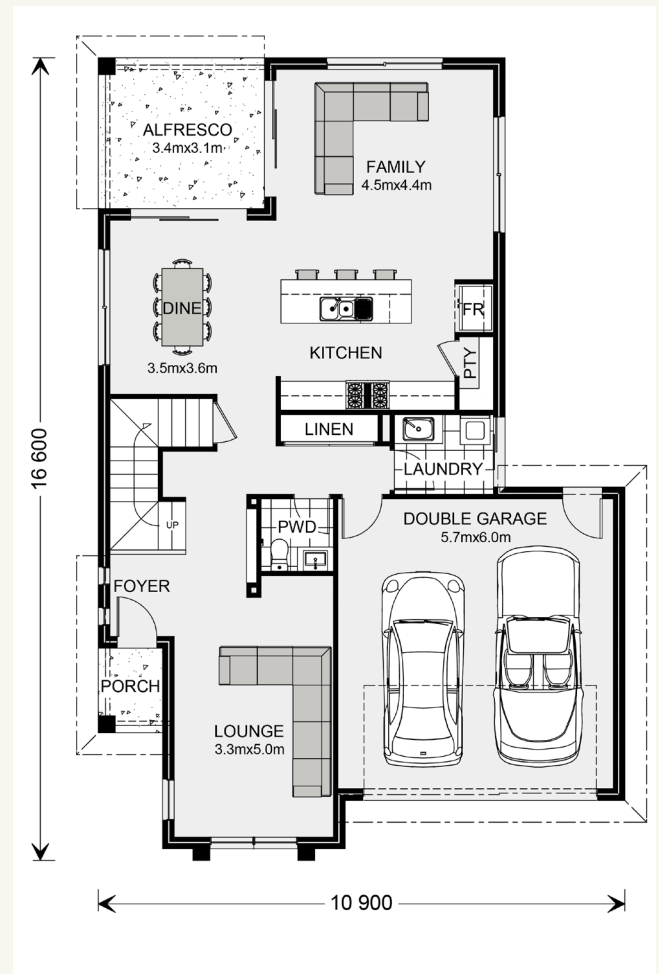 ALFRESCO
3.4mx3.1m
FAMILY
4.5mx4.4m
DINE
3.5mx3.6m
FR
KITCHEN
PTY
LINEN
LAUNDRY
16 600
UP
PWD
DOUBLE GARAGE
5.7mx6.0m
FOYER
PORCH
LOUNGE
3.3mx5.0m
10 900